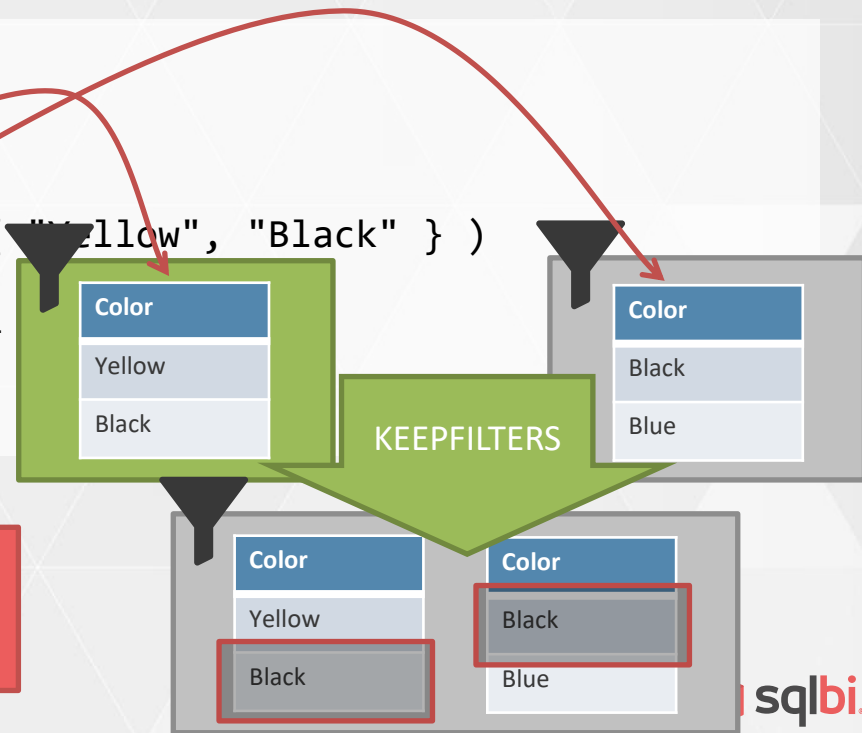 "Yellow", "Black" } )
Color
Yellow
Black
Color
Black
Blue
KEEPFILTERS
Color
Yellow
Black
Color
Black
Blue
sqlbi.